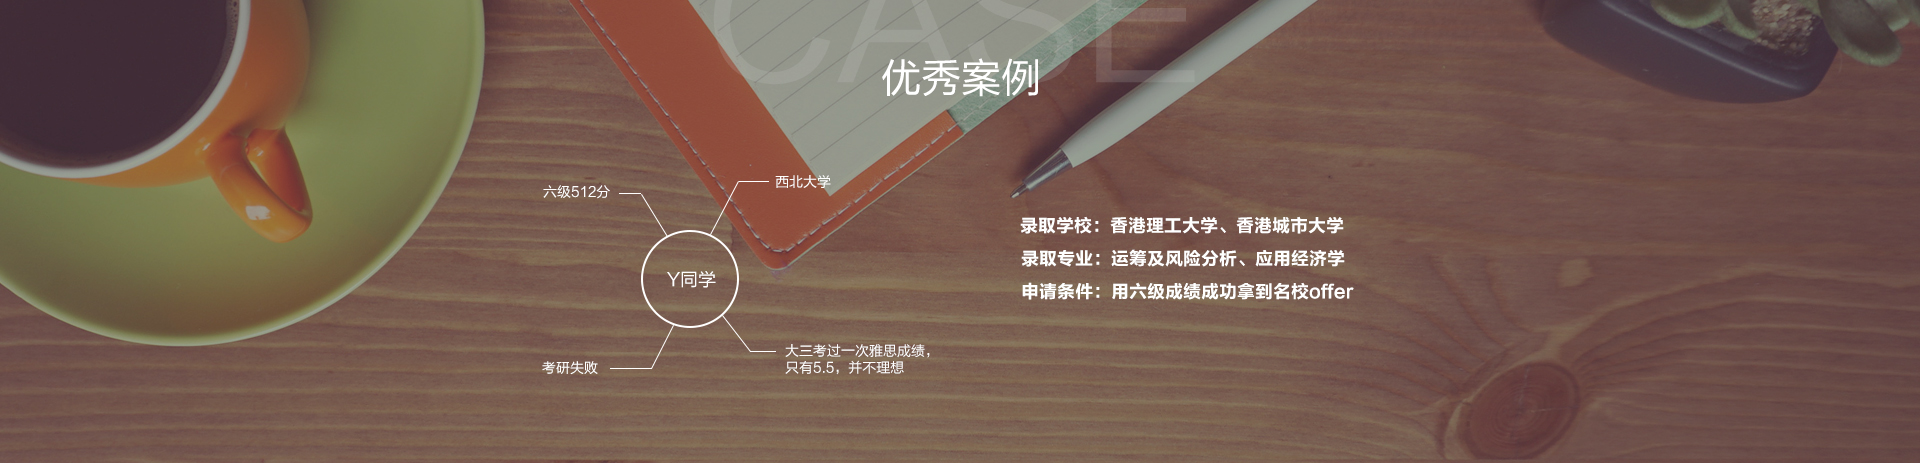 CASE
优秀案例
六级512分
西北大学
Y同学
考研失败
大三考过一次雅思成绩，
只有5.5，并不理想
录取学校：香港理工大学、香港城市大学
录取专业：运筹及风险分析、应用经济学
申请条件：用六级成绩成功拿到名校offer